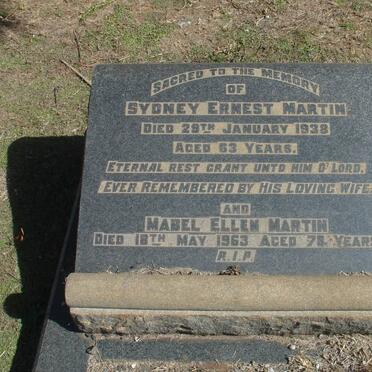 SACRED TO THE MEMORY
OF
SYDNEY ERNEST MARTIN
DIED 29TH JANUARY 1938
AGED 63 YEARS.
ETERNAL REST GRANT UNTO HIM O' LORD.
EVER REMEMBERED BY HIS LOVING WIFE
AND
MABEL ELLEN MARTIN
DIED 18TH MAY 1963 AGED YEARS
R.I.P.